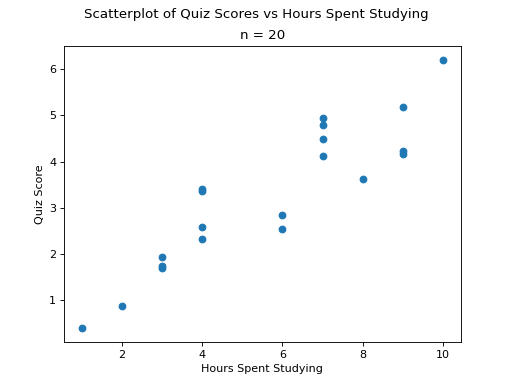 Scatterplot of Quiz Scores vs Hours Spent Studying
n = 20
6
5
4
3
2
1
Quiz Score
2 4 6 8 10
Hours Spent Studying